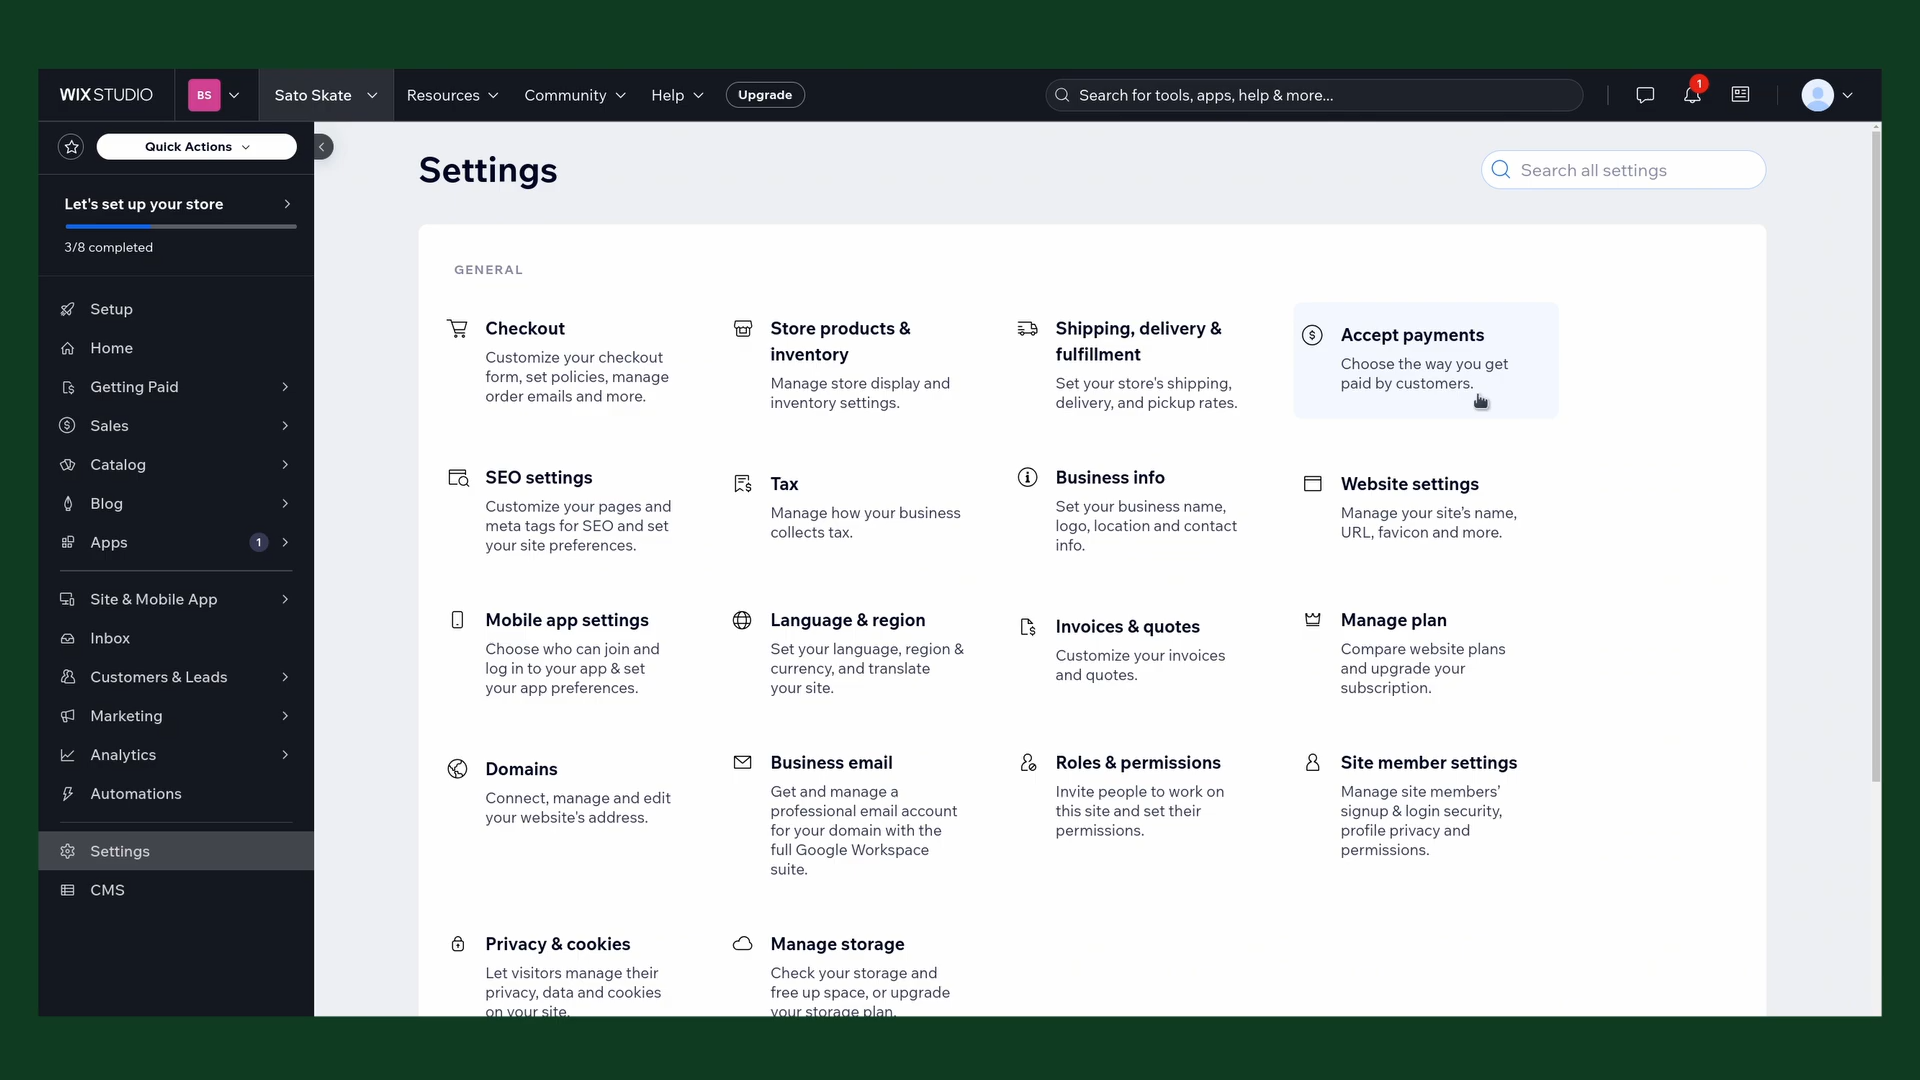 WIX STUDIO
BS
Sato Skate
Resources
Community
Help
Upgrade
Search for tools, apps, help & more...
1
Quick Actions
Let's set up your store
3/8 completed
Setup
Home
Getting Paid
Sales
Catalog
Blog
Apps
1
Site & Mobile App
Inbox
Customers & Leads
Marketing
Analytics
Automations
Settings
CMS
Settings
Search all settings
GENERAL
Checkout
Customize your checkout
form, set policies, manage
order emails and more.
Store products &
inventory
Manage store display and
inventory settings.
Shipping, delivery &
fulfillment
Set your store's shipping,
delivery, and pickup rates.
Accept payments
Choose the way you get
paid by customers.
SEO settings
Customize your pages and
meta tags for SEO and set
your site preferences.
Tax
Manage how your business
collects tax.
Business info
Set your business name,
logo, location and contact
info.
Website settings
Manage your site’s name,
URL, favicon and more.
Mobile app settings
Choose who can join and
log in to your app & set
your app preferences.
Language & region
Set your language, region &
currency, and translate
your site.
Invoices & quotes
Customize your invoices
and quotes.
Manage plan
Compare website plans
and upgrade your
subscription.
Domains
Connect, manage and edit
your website's address.
Business email
Get and manage a
professional email account
for your domain with the
full Google Workspace
suite.
Roles & permissions
Invite people to work on
this site and set their
permissions.
Site member settings
Manage site members’
signup & login security,
profile privacy and
permissions.
Privacy & cookies
Let visitors manage their
privacy, data and cookies
on your site.
Manage storage
Check your storage and
free up space, or upgrade
your storage plan.